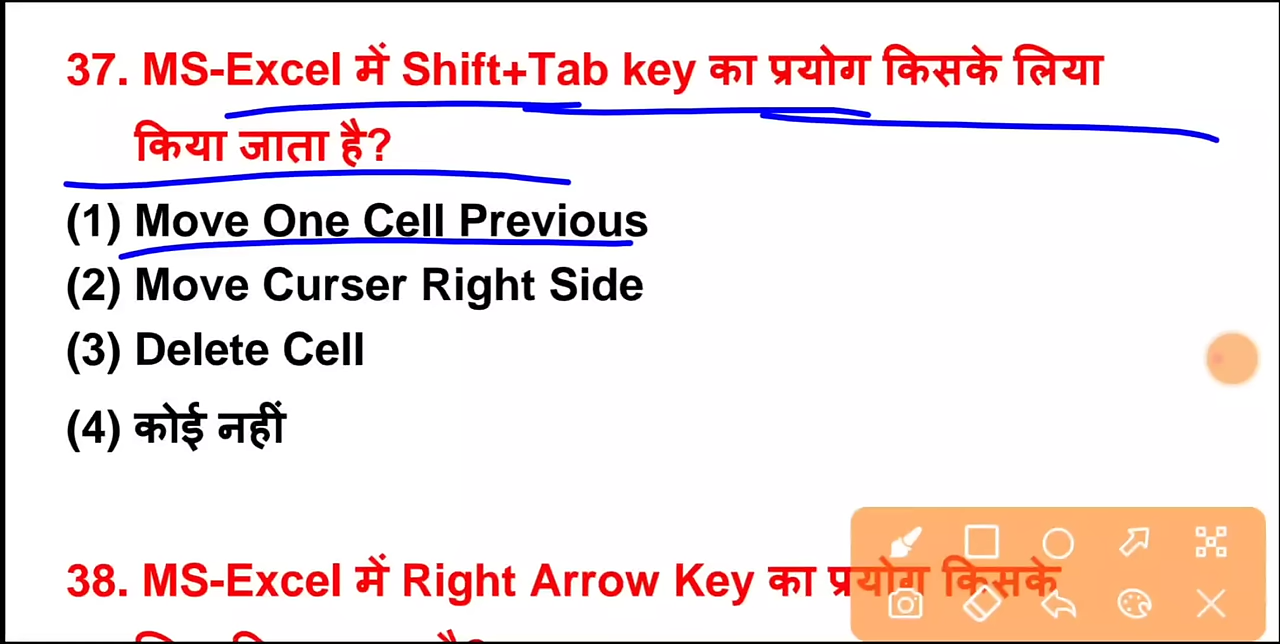 37. MS-Excel में Shift+Tab key का प्रयोग किसके लिया
किया जाता है?
(1) Move One Cell Previous
(2) Move Curser Right Side
(3) Delete Cell
(4) कोई नहीं
38. MS-Excel में Right Arrow Key का प्रयोग किसके